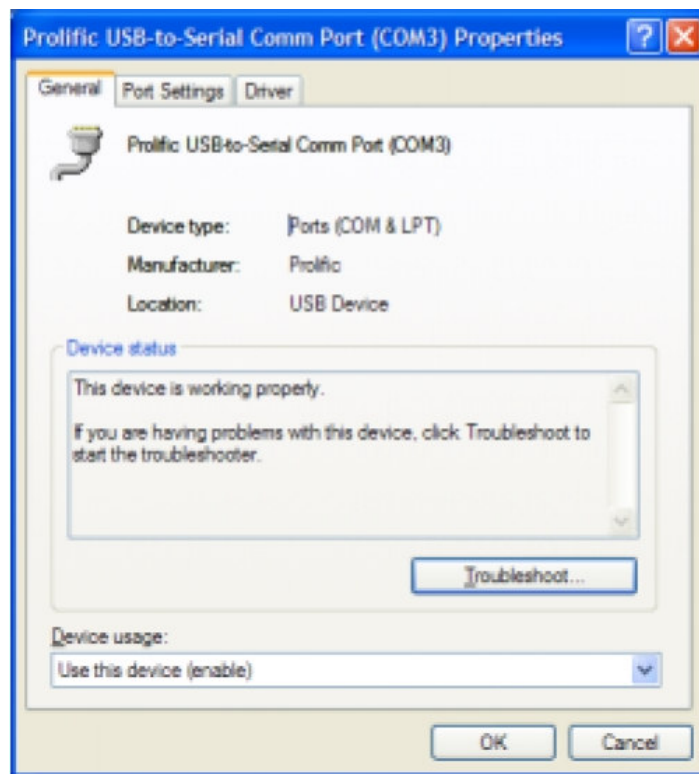 Prolific USB-to-Serial Comm Port (COM3) Properties
General Port Settings Driver
Prolific USB-to-Serial Comm Port (COM3)
Device type: Ports (COM & LPT)
Manufacturer: Prolific
Location: USB Device
Device status
This device is working properly.
If you are having problems with this device, click Troubleshoot to
start the troubleshooter.
Troubleshoot...
Device usage:
Use this device (enable)
OK Cancel